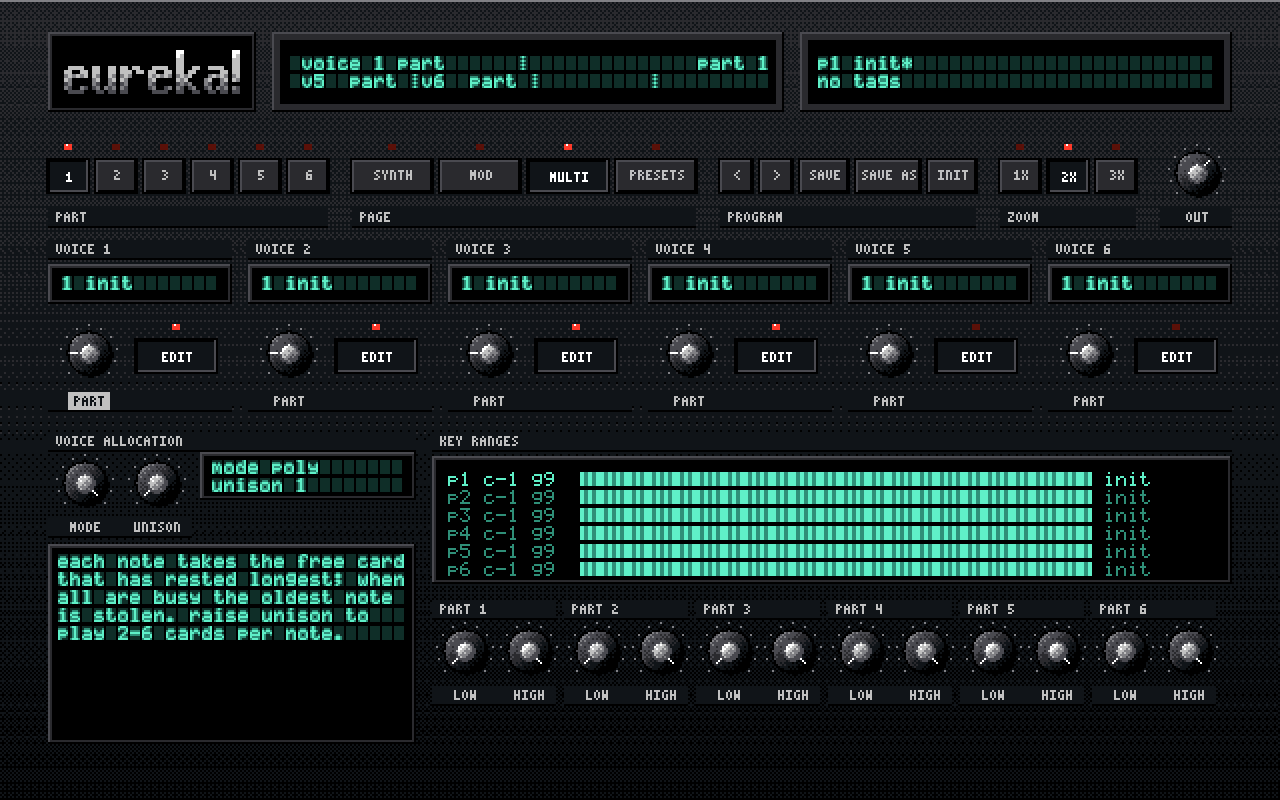 eureka!
voice 1 part part 1
v5 part v6 part
p1 init*
no tags
1 2 3 4 5 6 SYNTH MOD MULTI PRESETS < > SAVE SAVE AS INIT 1X 2X 3X
PART PAGE PROGRAM ZOOM OUT
VOICE 1 VOICE 2 VOICE 3 VOICE 4 VOICE 5 VOICE 6
1 init 1 init 1 init 1 init 1 init 1 init
EDIT EDIT EDIT EDIT EDIT EDIT
PART PART PART PART PART PART
VOICE ALLOCATION
mode poly
unison 1
MODE UNISON
each note takes the free card
that has rested longest; when
all are busy the oldest note
is stolen. raise unison to
play 2-6 cards per note.
KEY RANGES
p1 c-1 g9 init
p2 c-1 g9 init
p3 c-1 g9 init
p4 c-1 g9 init
p5 c-1 g9 init
p6 c-1 g9 init
PART 1 PART 2 PART 3 PART 4 PART 5 PART 6
LOW HIGH LOW HIGH LOW HIGH LOW HIGH LOW HIGH LOW HIGH